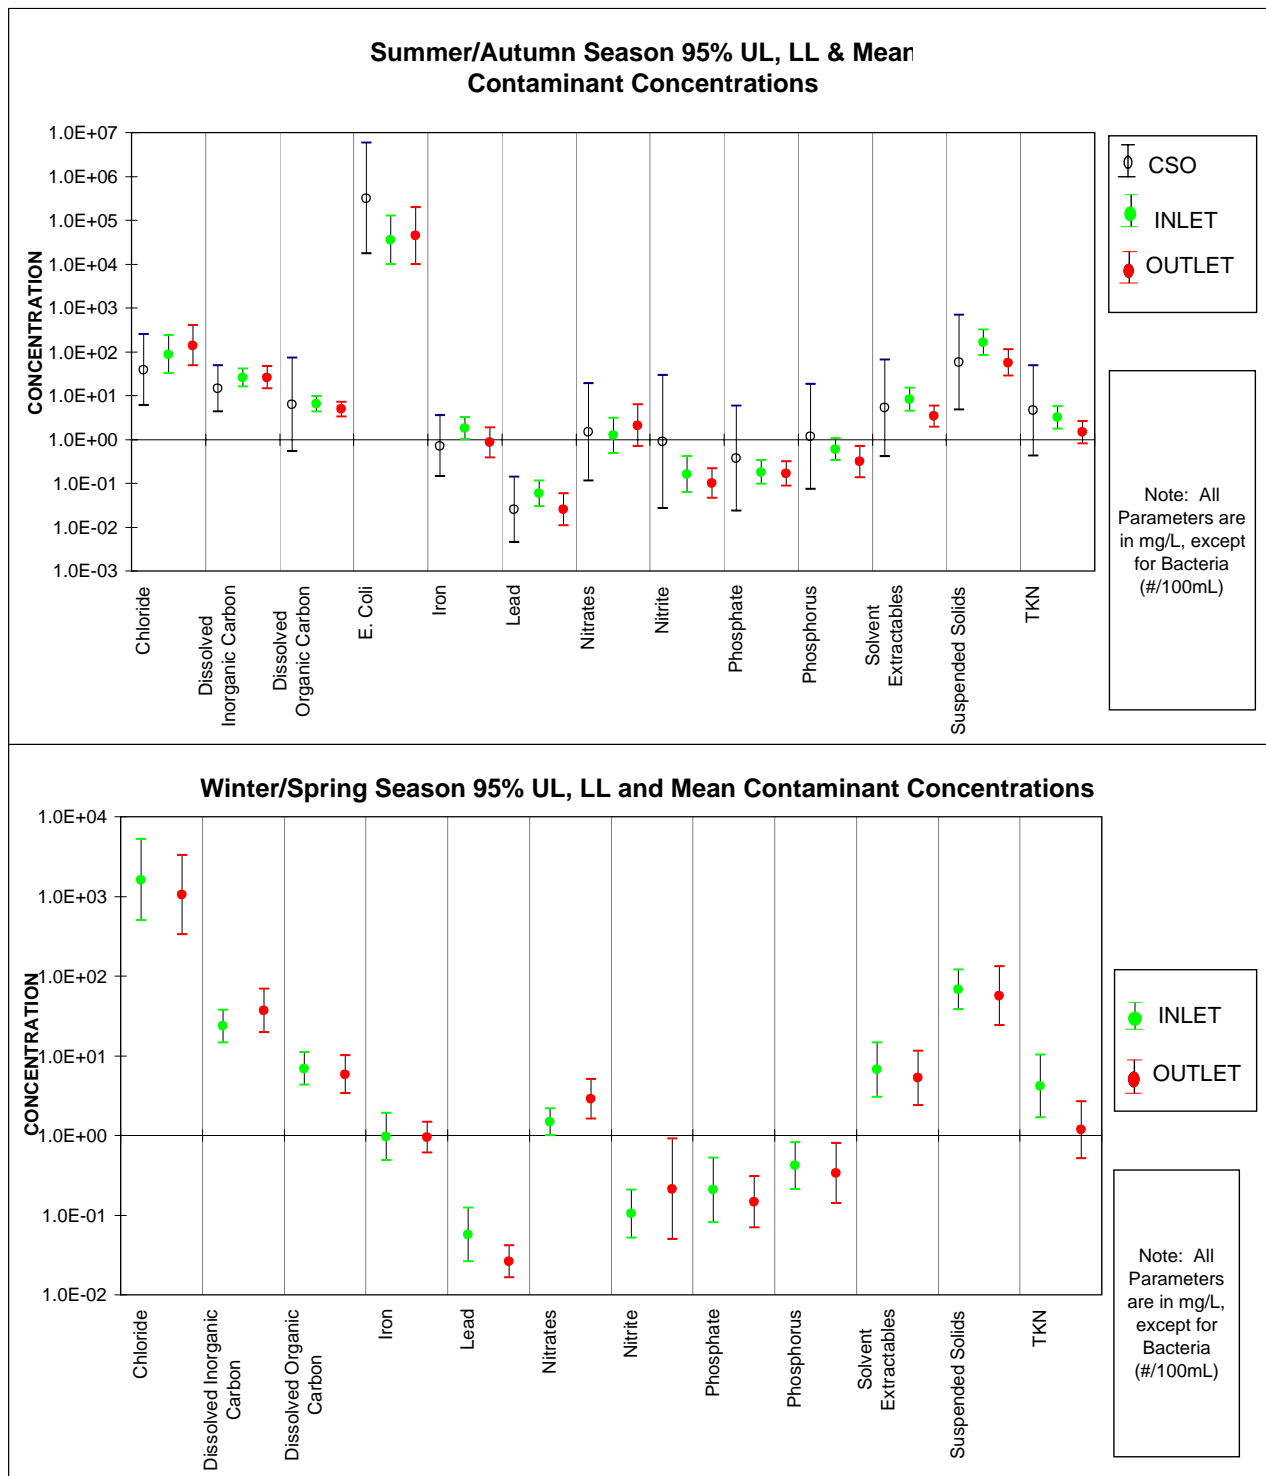 Summer/Autumn Season 95% UL, LL & Mean
Contaminant Concentrations
CONCENTRATION
1.0E+07
1.0E+06
1.0E+05
1.0E+04
1.0E+03
1.0E+02
1.0E+01
1.0E+00
1.0E-01
1.0E-02
1.0E-03
Chloride
Dissolved
Inorganic Carbon
Dissolved
Organic Carbon
E. Coli
Iron
Lead
Nitrates
Nitrite
Phosphate
Phosphorus
Solvent
Extractables
Suspended Solids
TKN
CSO
INLET
OUTLET
Note: All
Parameters are
in mg/L, except
for Bacteria
(#/100mL)
Winter/Spring Season 95% UL, LL and Mean Contaminant Concentrations
CONCENTRATION
1.0E+04
1.0E+03
1.0E+02
1.0E+01
1.0E+00
1.0E-01
1.0E-02
Chloride
Dissolved Inorganic
Carbon
Dissolved Organic
Carbon
Iron
Lead
Nitrates
Nitrite
Phosphate
Phosphorus
Solvent
Extractables
Suspended Solids
TKN
INLET
OUTLET
Note: All
Parameters
are in mg/L,
except for
Bacteria
(#/100mL)